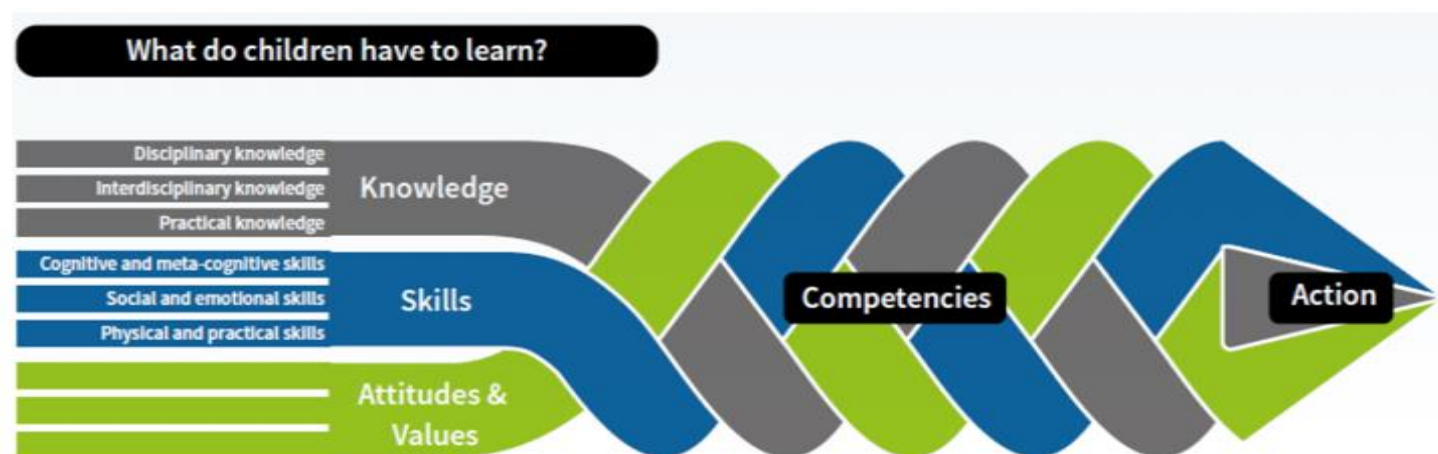 What do children have to learn?
Disciplinary knowledge
Interdisciplinary knowledge
Practical knowledge
Knowledge
Cognitive and meta-cognitive skills
Social and emotional skills
Physical and practical skills
Skills
Attitudes &
Values
Competencies
Action